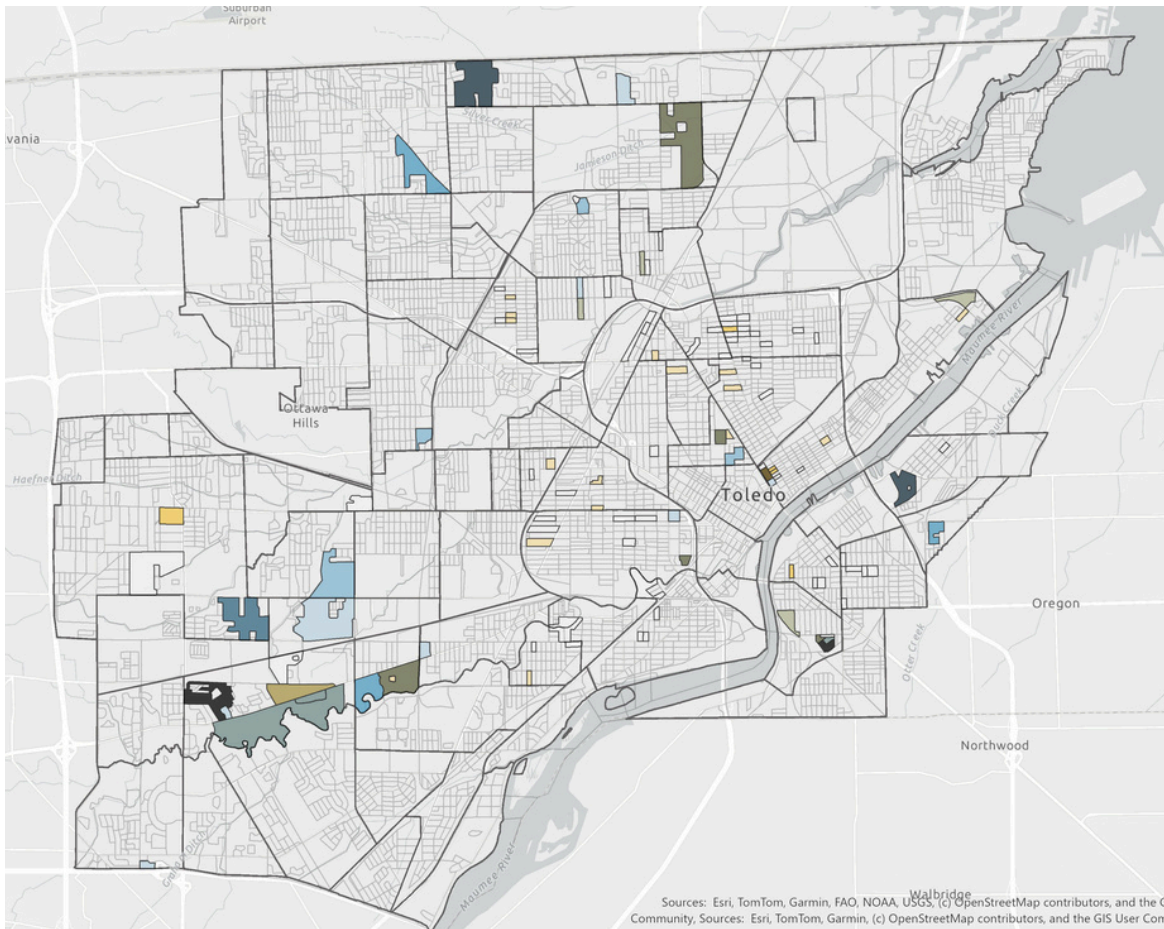 Suburban
Airport
vania
Silver Creek
Jamieson Ditch
Maumee River
Ottawa
Hills
Haefner Ditch
Toledo
Duck Creek
Oregon
Otter Creek
Northwood
Maumee River
Walbridge
Sources: Esri, TomTom, Garmin, FAO, NOAA, USGS, (c) OpenStreetMap contributors, and the G
Community, Sources: Esri, TomTom, Garmin, (c) OpenStreetMap contributors, and the GIS User Com